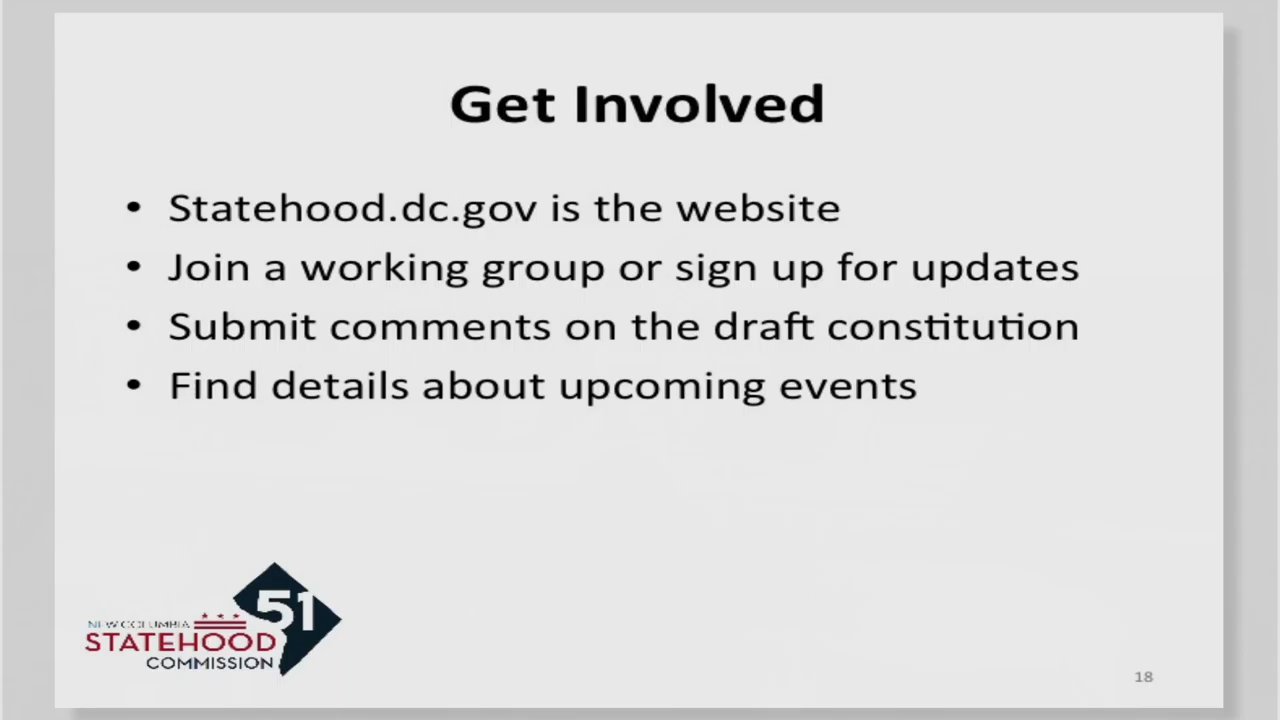 Get Involved
• Statehood.dc.gov is the website
• Join a working group or sign up for updates
• Submit comments on the draft constitution
• Find details about upcoming events
51
NEW COLUMBIA
STATEHOOD
COMMISSION
18